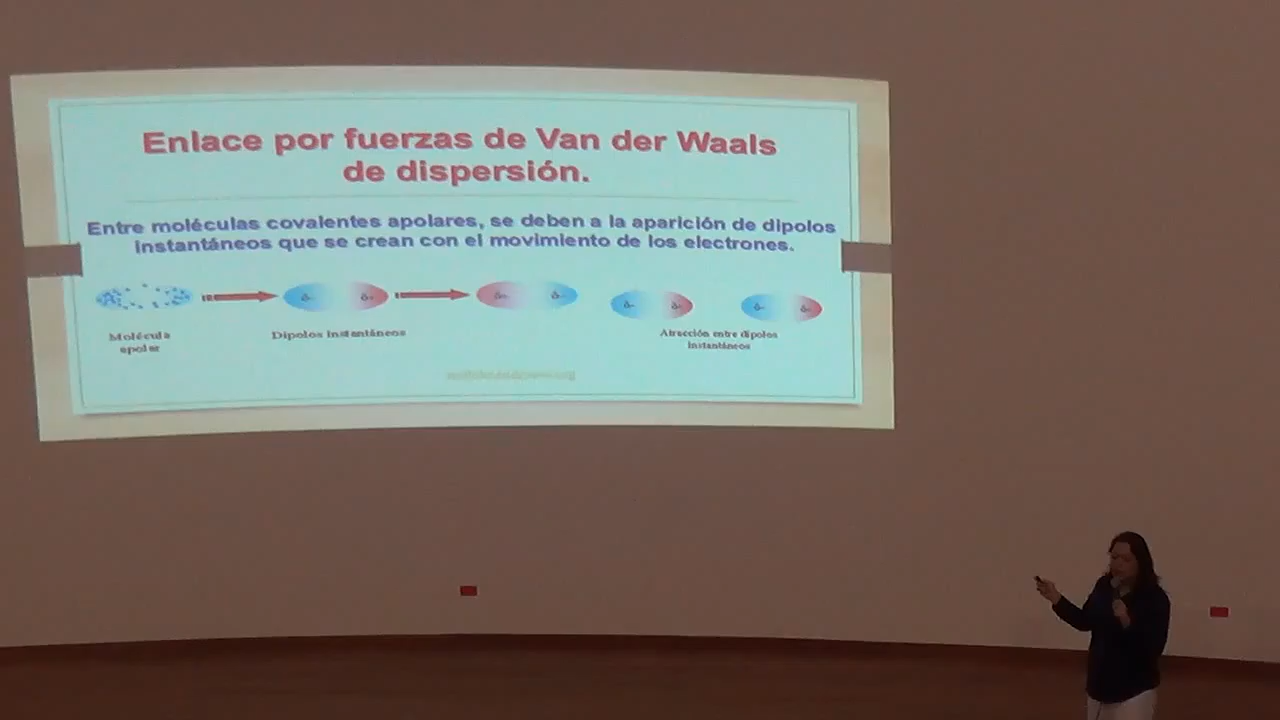 Enlace por fuerzas de Van der Waals
de dispersión.
Entre moléculas covalentes apolares, se deben a la aparición de dipolos
instantáneos que se crean con el movimiento de los electrones.
δ- δ+ δ+ δ- δ- δ+ δ- δ+
Molécula
apolar
Dipolos instantáneos
Atracción entre dipolos
instantáneos